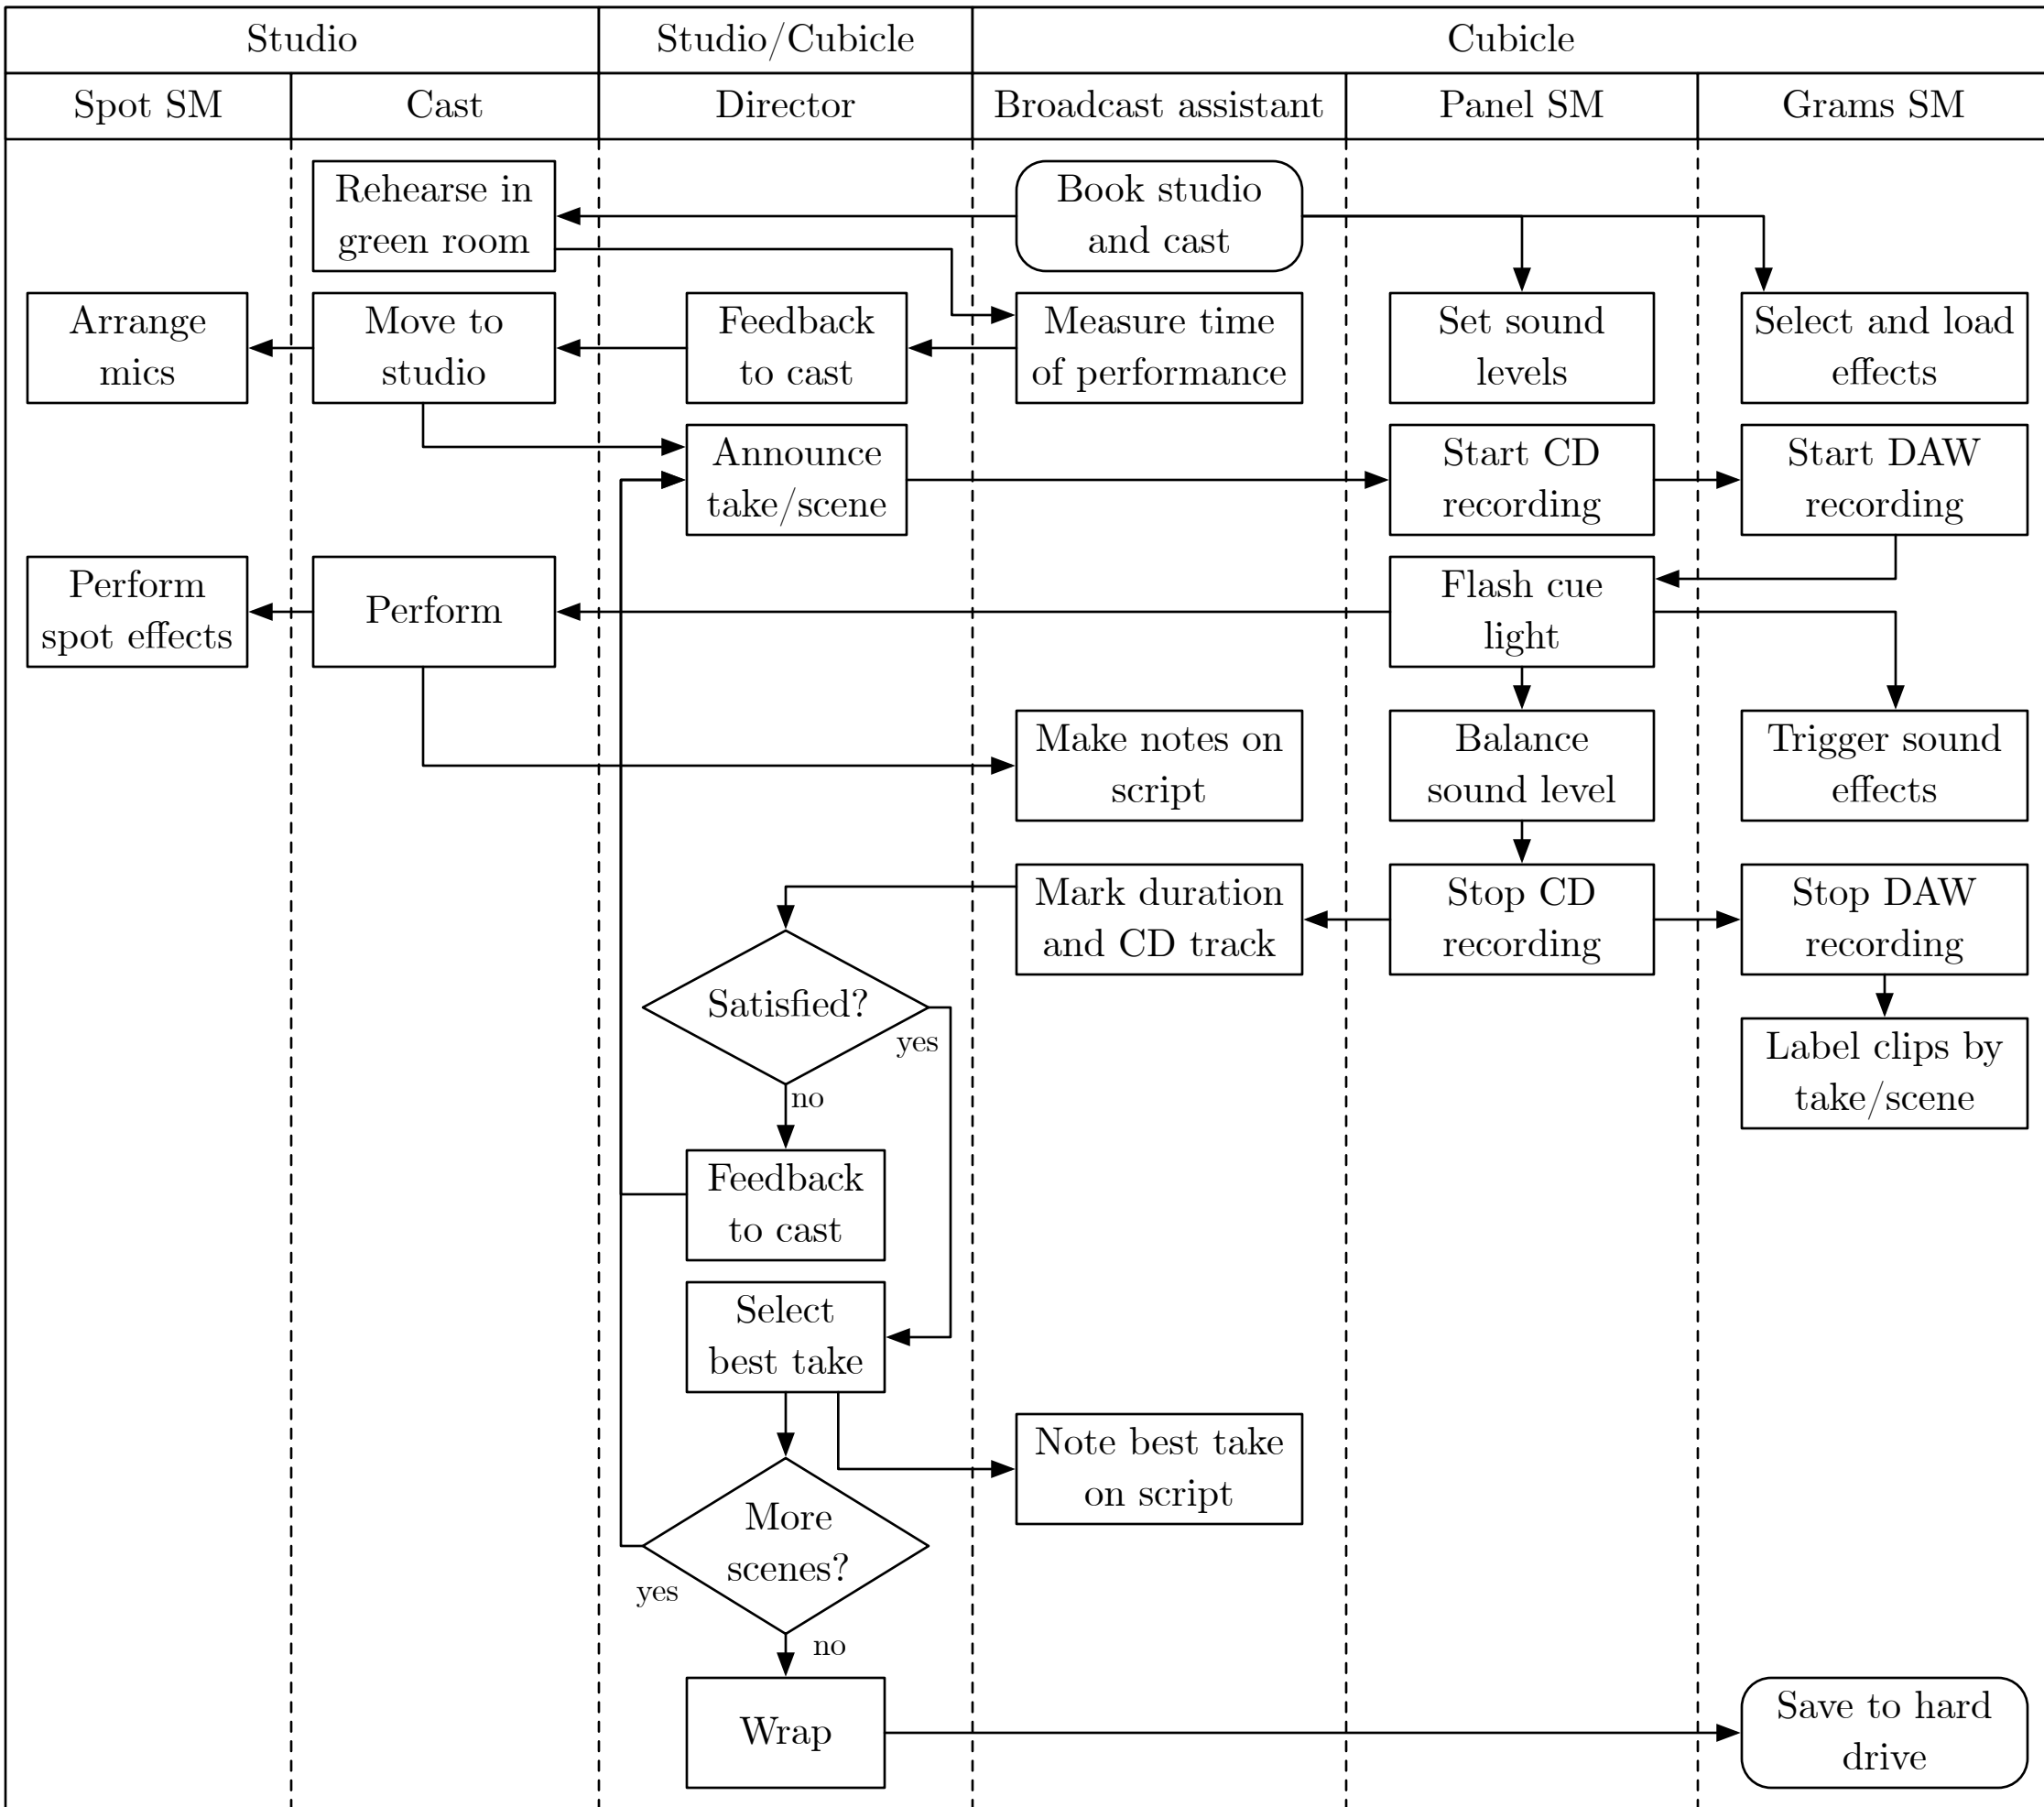 Studio
Studio/Cubicle
Cubicle
Spot SM
Cast
Director
Broadcast assistant
Panel SM
Grams SM
Rehearse in
green room
Book studio
and cast
Arrange
mics
Move to
studio
Feedback
to cast
Measure time
of performance
Set sound
levels
Select and load
effects
Announce
take/scene
Start CD
recording
Start DAW
recording
Perform
spot effects
Perform
Flash cue
light
Make notes on
script
Balance
sound level
Trigger sound
effects
Mark duration
and CD track
Stop CD
recording
Stop DAW
recording
Satisfied?
yes
no
Label clips by
take/scene
Feedback
to cast
Select
best take
Note best take
on script
More
scenes?
yes
no
Wrap
Save to hard
drive